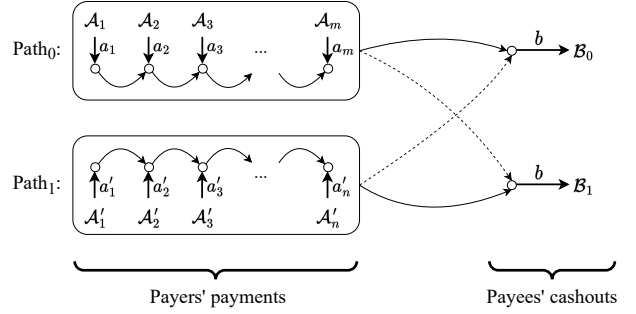 𝒜₁ 𝒜₂ 𝒜₃ 𝒜ₘ
Path₀: a₁ a₂ a₃ ... aₘ b ℬ₀
Path₁: a′₁ a′₂ a′₃ ... a′ₙ b ℬ₁
𝒜′₁ 𝒜′₂ 𝒜′₃ 𝒜′ₙ
Payers' payments Payees' cashouts